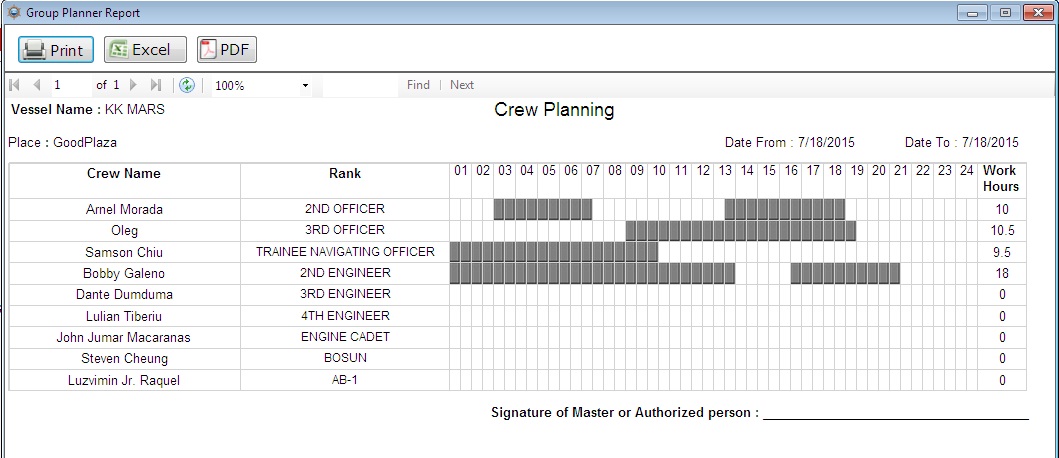 Group Planner Report
Print Excel PDF
1 of 1 100% Find Next
Vessel Name : KK MARS Crew Planning
Place : GoodPlaza Date From : 7/18/2015 Date To : 7/18/2015
Crew Name Rank 01 02 03 04 05 06 07 08 09 10 11 12 13 14 15 16 17 18 19 20 21 22 23 24 Work Hours
Arnel Morada 2ND OFFICER 10
Oleg 3RD OFFICER 10.5
Samson Chiu TRAINEE NAVIGATING OFFICER 9.5
Bobby Galeno 2ND ENGINEER 18
Dante Dumduma 3RD ENGINEER 0
Lulian Tiberiu 4TH ENGINEER 0
John Jumar Macaranas ENGINE CADET 0
Steven Cheung BOSUN 0
Luzvimin Jr. Raquel AB-1 0
Signature of Master or Authorized person :